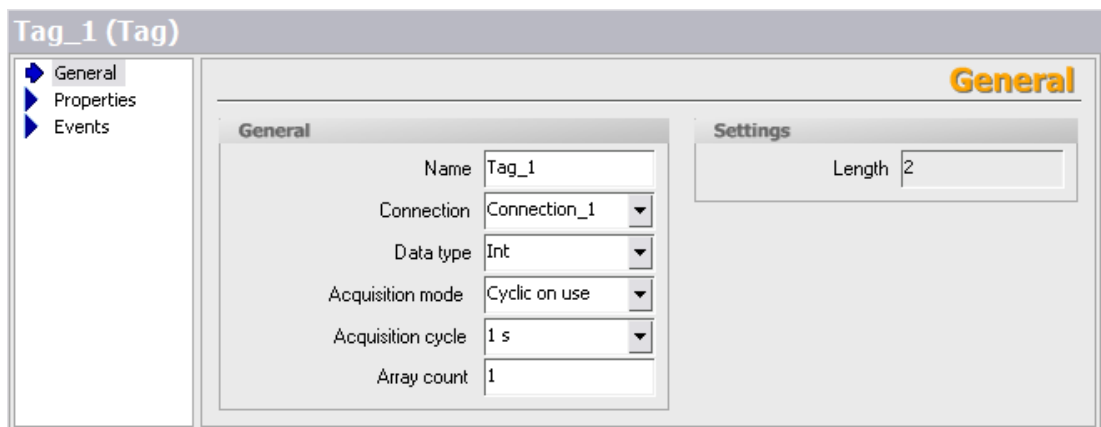 Tag_1 (Tag)
General
Properties
Events
General
General
Name Tag_1
Connection Connection_1
Data type Int
Acquisition mode Cyclic on use
Acquisition cycle 1 s
Array count 1
Settings
Length 2